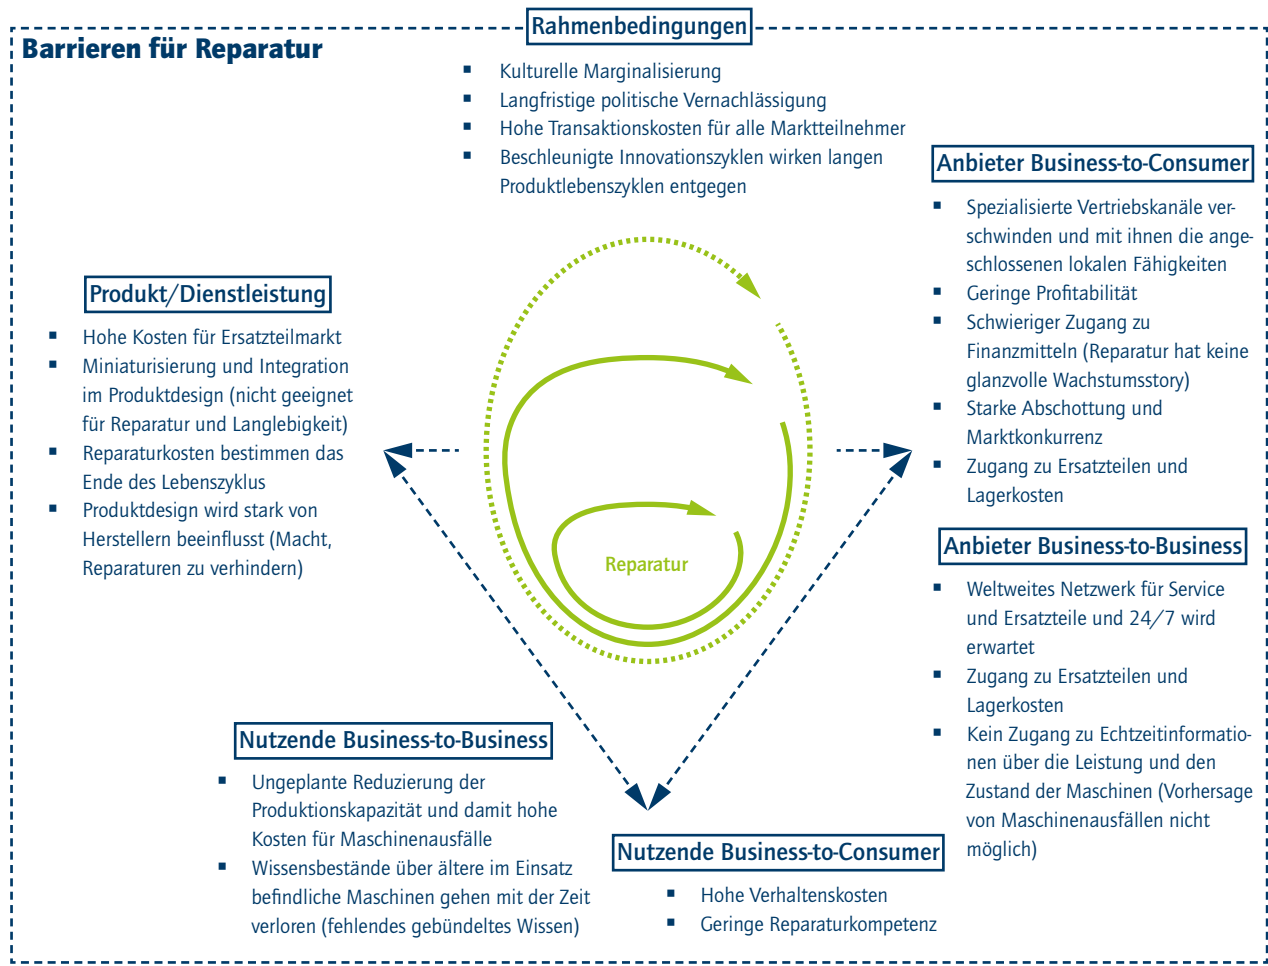 Barrieren für Reparatur
Rahmenbedingungen
▪ Kulturelle Marginalisierung
▪ Langfristige politische Vernachlässigung
▪ Hohe Transaktionskosten für alle Marktteilnehmer
▪ Beschleunigte Innovationszyklen wirken langen
Produktlebenszyklen entgegen
Anbieter Business-to-Consumer
▪ Spezialisierte Vertriebskanäle ver-
schwinden und mit ihnen die ange-
schlossenen lokalen Fähigkeiten
▪ Geringe Profitabilität
▪ Schwieriger Zugang zu
Finanzmitteln (Reparatur hat keine
glanzvolle Wachstumsstory)
▪ Starke Abschottung und
Marktkonkurrenz
▪ Zugang zu Ersatzteilen und
Lagerkosten
Produkt/Dienstleistung
▪ Hohe Kosten für Ersatzteilmarkt
▪ Miniaturisierung und Integration
im Produktdesign (nicht geeignet
für Reparatur und Langlebigkeit)
▪ Reparaturkosten bestimmen das
Ende des Lebenszyklus
▪ Produktdesign wird stark von
Herstellern beeinflusst (Macht,
Reparaturen zu verhindern)
Reparatur
Anbieter Business-to-Business
▪ Weltweites Netzwerk für Service
und Ersatzteile und 24/7 wird
erwartet
▪ Zugang zu Ersatzteilen und
Lagerkosten
▪ Kein Zugang zu Echtzeitinformatio-
nen über die Leistung und den
Zustand der Maschinen (Vorhersage
von Maschinenausfällen nicht
möglich)
Nutzende Business-to-Business
▪ Ungeplante Reduzierung der
Produktionskapazität und damit hohe
Kosten für Maschinenausfälle
▪ Wissensbestände über ältere im Einsatz
befindliche Maschinen gehen mit der Zeit
verloren (fehlendes gebündeltes Wissen)
Nutzende Business-to-Consumer
▪ Hohe Verhaltenskosten
▪ Geringe Reparaturkompetenz